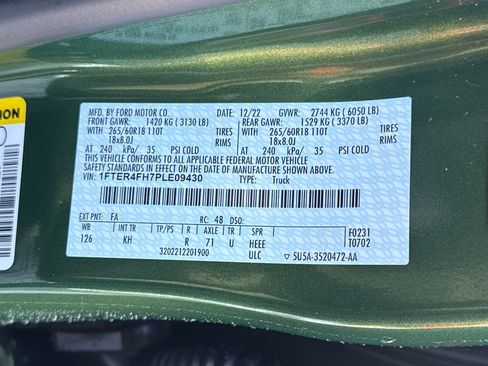 ION
MFD. BY FORD MOTOR CO. 12/22 GVWR: 2744 KG ( 6050 LB)
FRONT GAWR: 1420 KG ( 3130 LB) REAR GAWR: 1529 KG ( 3370 LB)
WITH 265/60R18 110T TIRES WITH 265/60R18 110T TIRES
18x8.0J RIMS 18x8.0J RIMS
AT 240 kPa/ 35 PSI COLD AT 240 kPa/ 35 PSI COLD
THIS VEHICLE CONFORMS TO ALL APPLICABLE FEDERAL MOTOR VEHICLE
SAFETY STANDARDS IN EFFECT ON THE DATE OF MANUFACTURE SHOWN ABOVE.
VIN: 1FTER4FH7PLE09430 TYPE: Truck
EXT PNT: FA RC: 48 DSO: F0231
WB INT TR TP/PS R AXLE TR SPR T0702
126 KH R 71 U HEEE
3202212201900 ULC 5U5A-3520472-AA